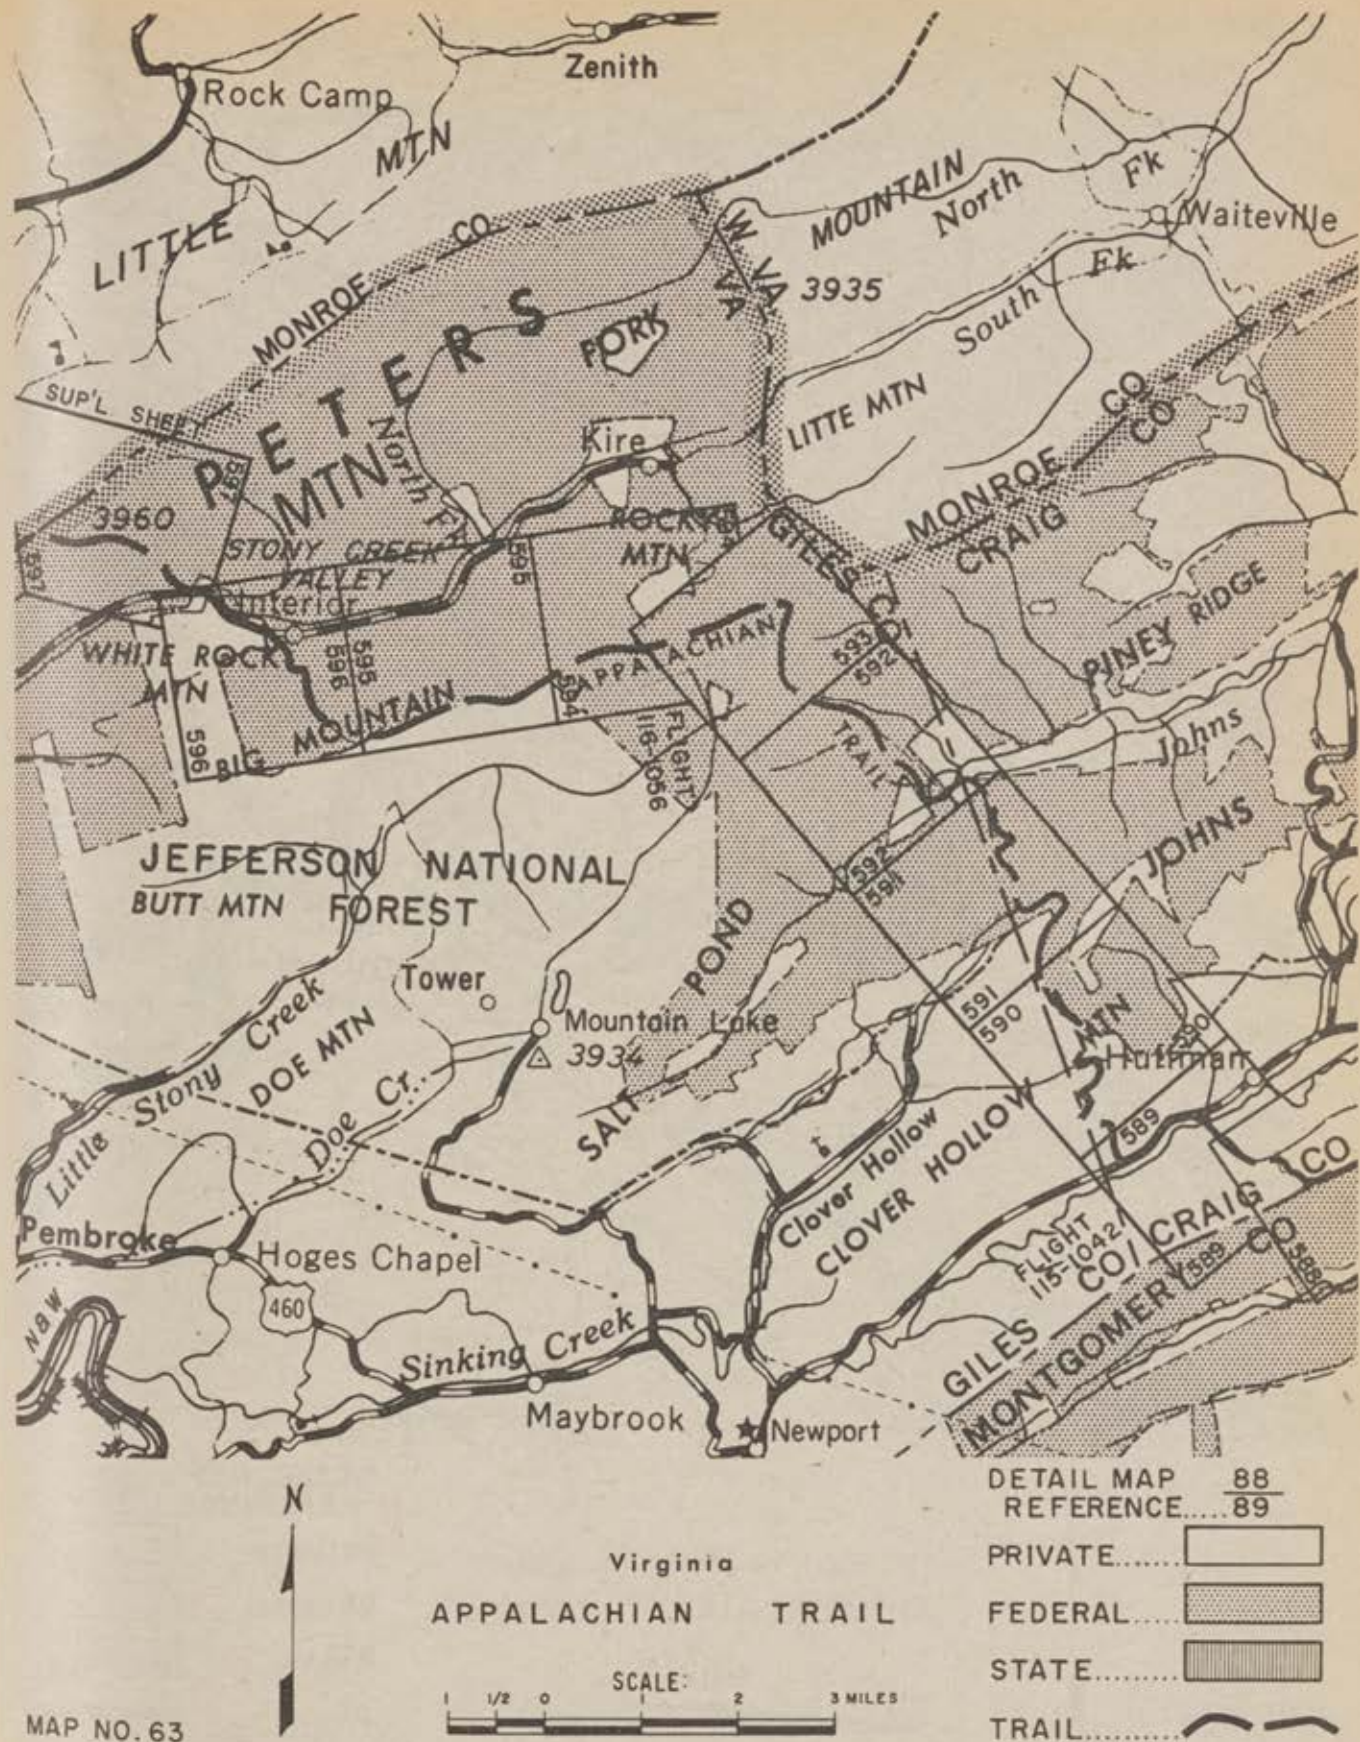 Zenith
Rock Camp
LITTLE MTN
MOUNTAIN
North Fk
Waiteville
MONROE CO
W VA
VA
3935
South Fk
PETERS
MTN
FORK
SUP'L SHEET
LITTE MTN
Kire
North Fk
597
3960
597
STONY CREEK
VALLEY
ROCKY
MTN
595
MONROE CO
CRAIG CO
GILES CO
Interior
WHITE ROCK
MTN
596
595
596
BIG MOUNTAIN
594
APPALACHIAN
TRAIL
593
592
PINEY RIDGE
FLIGHT
116-1056
Johns
JOHNS
MTN
JEFFERSON NATIONAL
FOREST
BUTT MTN
592
591
Tower
Mountain Lake
3934
SALT POND
591
590
590
Huffman
Little Stony Creek
DOE MTN
Doe Cr.
Clover Hollow
CLOVER HOLLOW
589
Pembroke
Hoges Chapel
460
N&W
Sinking Creek
Maybrook
Newport
FLIGHT
115-1042
GILES CO
CRAIG CO
MONTGOMERY CO
589
588
DETAIL MAP 88
REFERENCE.....89
PRIVATE.......
FEDERAL.....
STATE.........
TRAIL..........
N
Virginia
APPALACHIAN TRAIL
SCALE:
1 1/2 0 1 2 3 MILES
MAP NO. 63